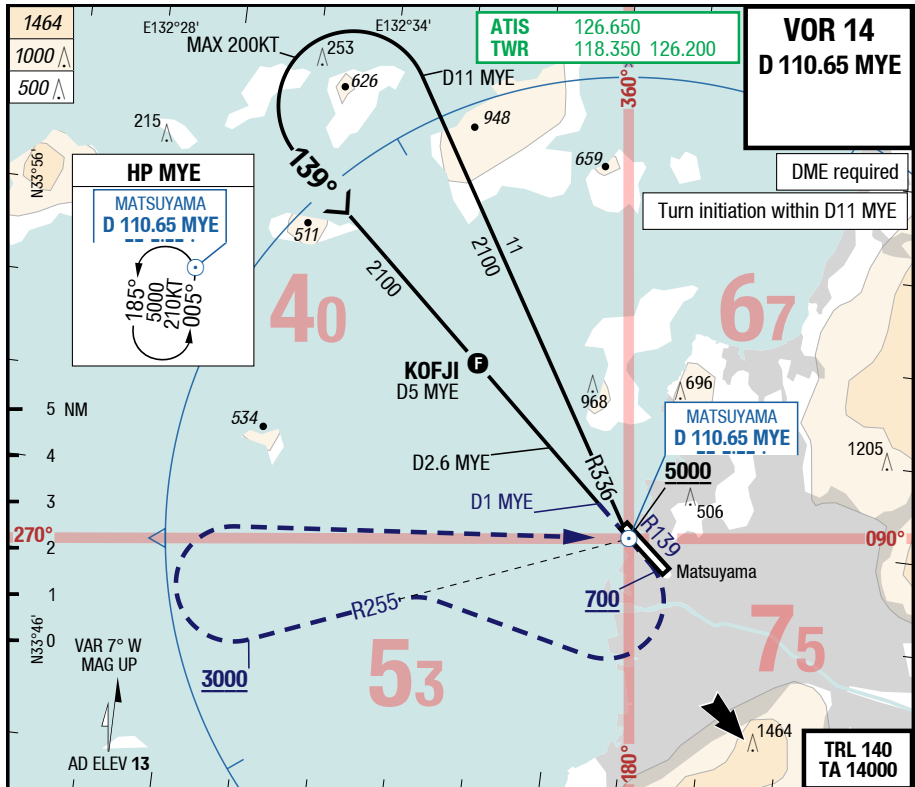 1464
1000
500
E132°28'
E132°34'
MAX 200KT
253
626
D11 MYE
948
215
659
ATIS 126.650
TWR 118.350 126.200
360°
VOR 14
D 110.65 MYE
DME required
Turn initiation within D11 MYE
N33°56'
HP MYE
MATSUYAMA
D 110.65 MYE
185°
5000
210KT
005°
139°
511
2100
11
2100
40
67
KOFJI
F
D5 MYE
534
968
696
MATSUYAMA
D 110.65 MYE
5000
1205
506
5 NM
4
3
2
1
0
D2.6 MYE
D1 MYE
R336
R139
270°
090°
Matsuyama
700
R255
3000
53
75
N33°46'
VAR 7° W
MAG UP
AD ELEV 13
180°
1464
TRL 140
TA 14000